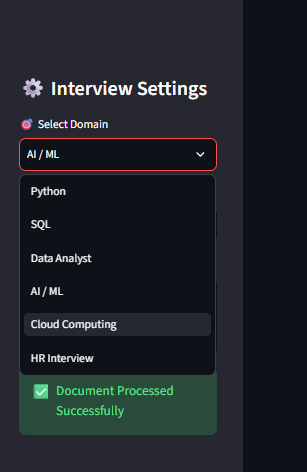 Interview Settings
Select Domain
AI / ML
Python
SQL
Data Analyst
AI / ML
Cloud Computing
HR Interview
Document Processed
Successfully